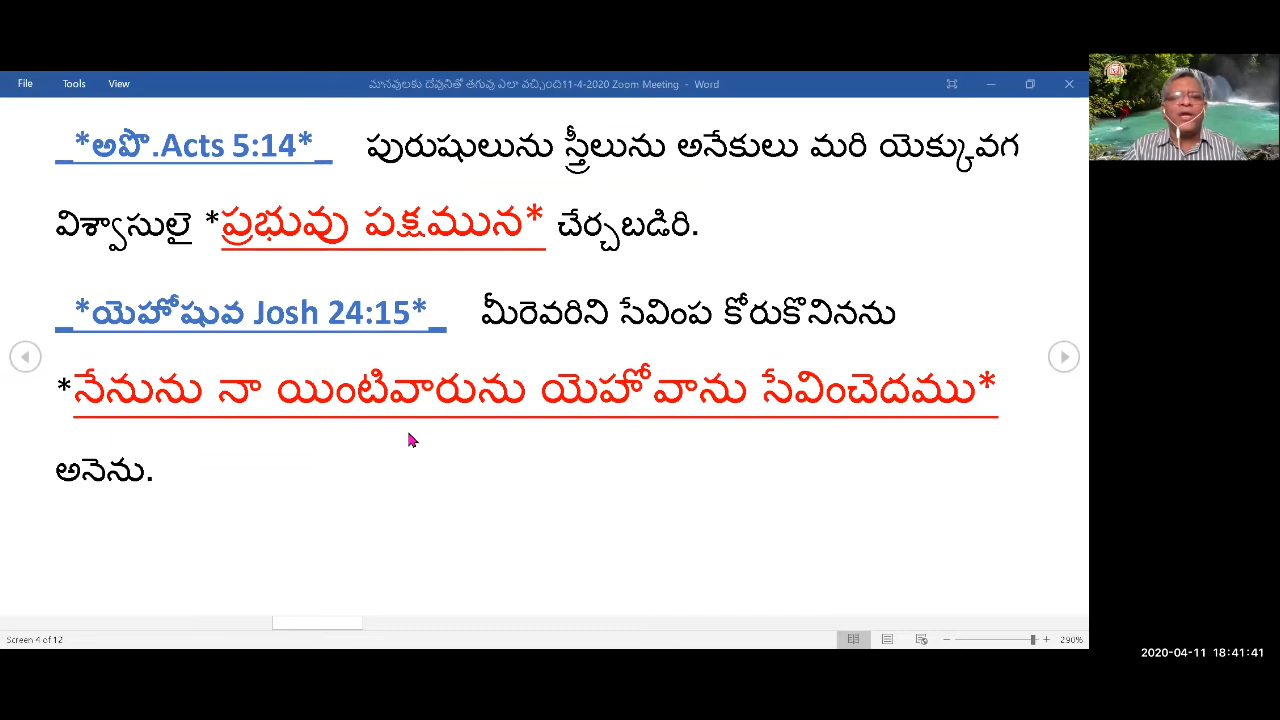 File Tools View మానవులకు దేవునితో తగువు ఎలా వచ్చింది11-4-2020 Zoom Meeting - Word
_*అపొ.Acts 5:14*_ పురుషులును స్త్రీలును అనేకులు మరి యెక్కువగ
విశ్వాసులై *ప్రభువు పక్షమున* చేర్చబడిరి.
_*యెహోషువ Josh 24:15*_ మీరెవరిని సేవింప కోరుకొనినను
*నేనును నా యింటివారును యెహోవాను సేవించెదము*
అనెను.
Screen 4 of 12
290%
2020-04-11 18:41:41